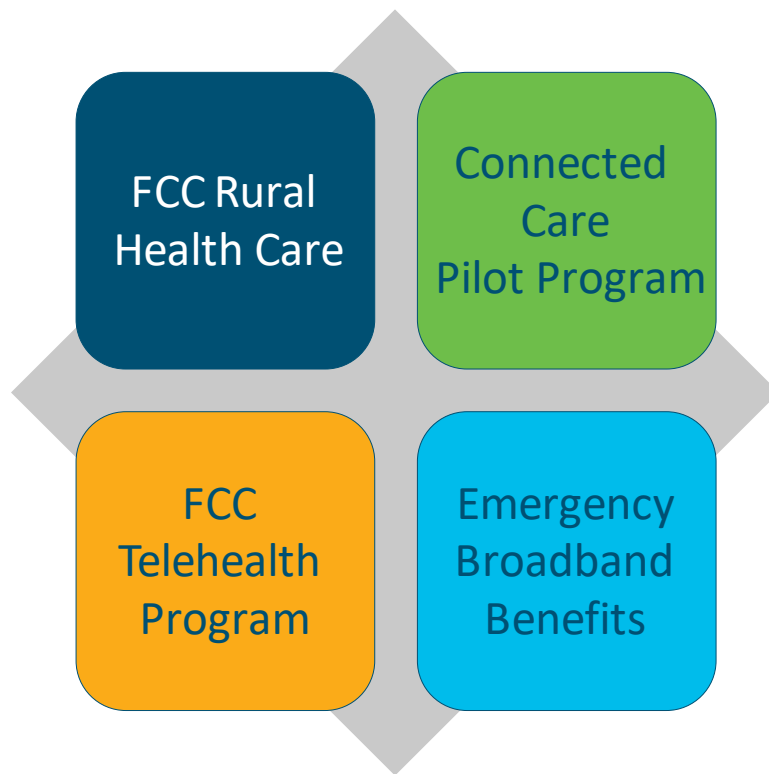 FCC Rural
Health Care
Connected
Care
Pilot Program
FCC
Telehealth
Program
Emergency
Broadband
Benefits